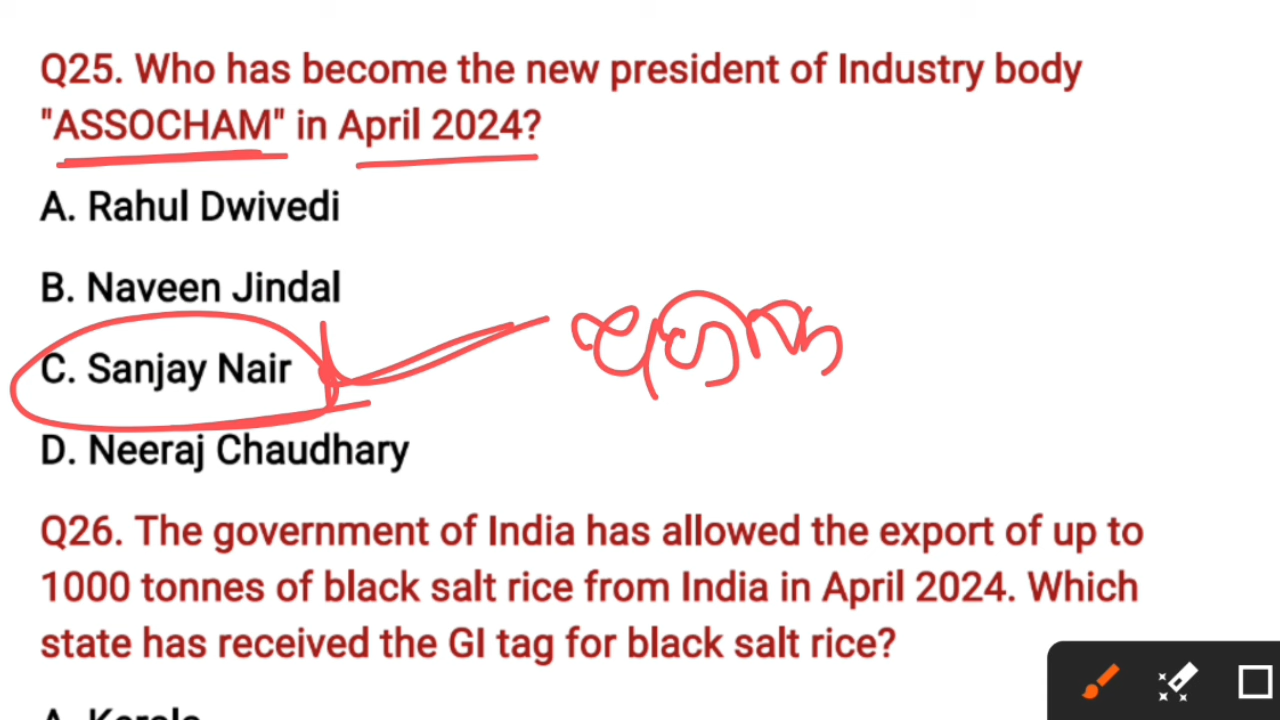 Q25. Who has become the new president of Industry body
"ASSOCHAM" in April 2024?
A. Rahul Dwivedi
B. Naveen Jindal
C. Sanjay Nair
D. Neeraj Chaudhary
Q26. The government of India has allowed the export of up to
1000 tonnes of black salt rice from India in April 2024. Which
state has received the GI tag for black salt rice?
A. Kerala